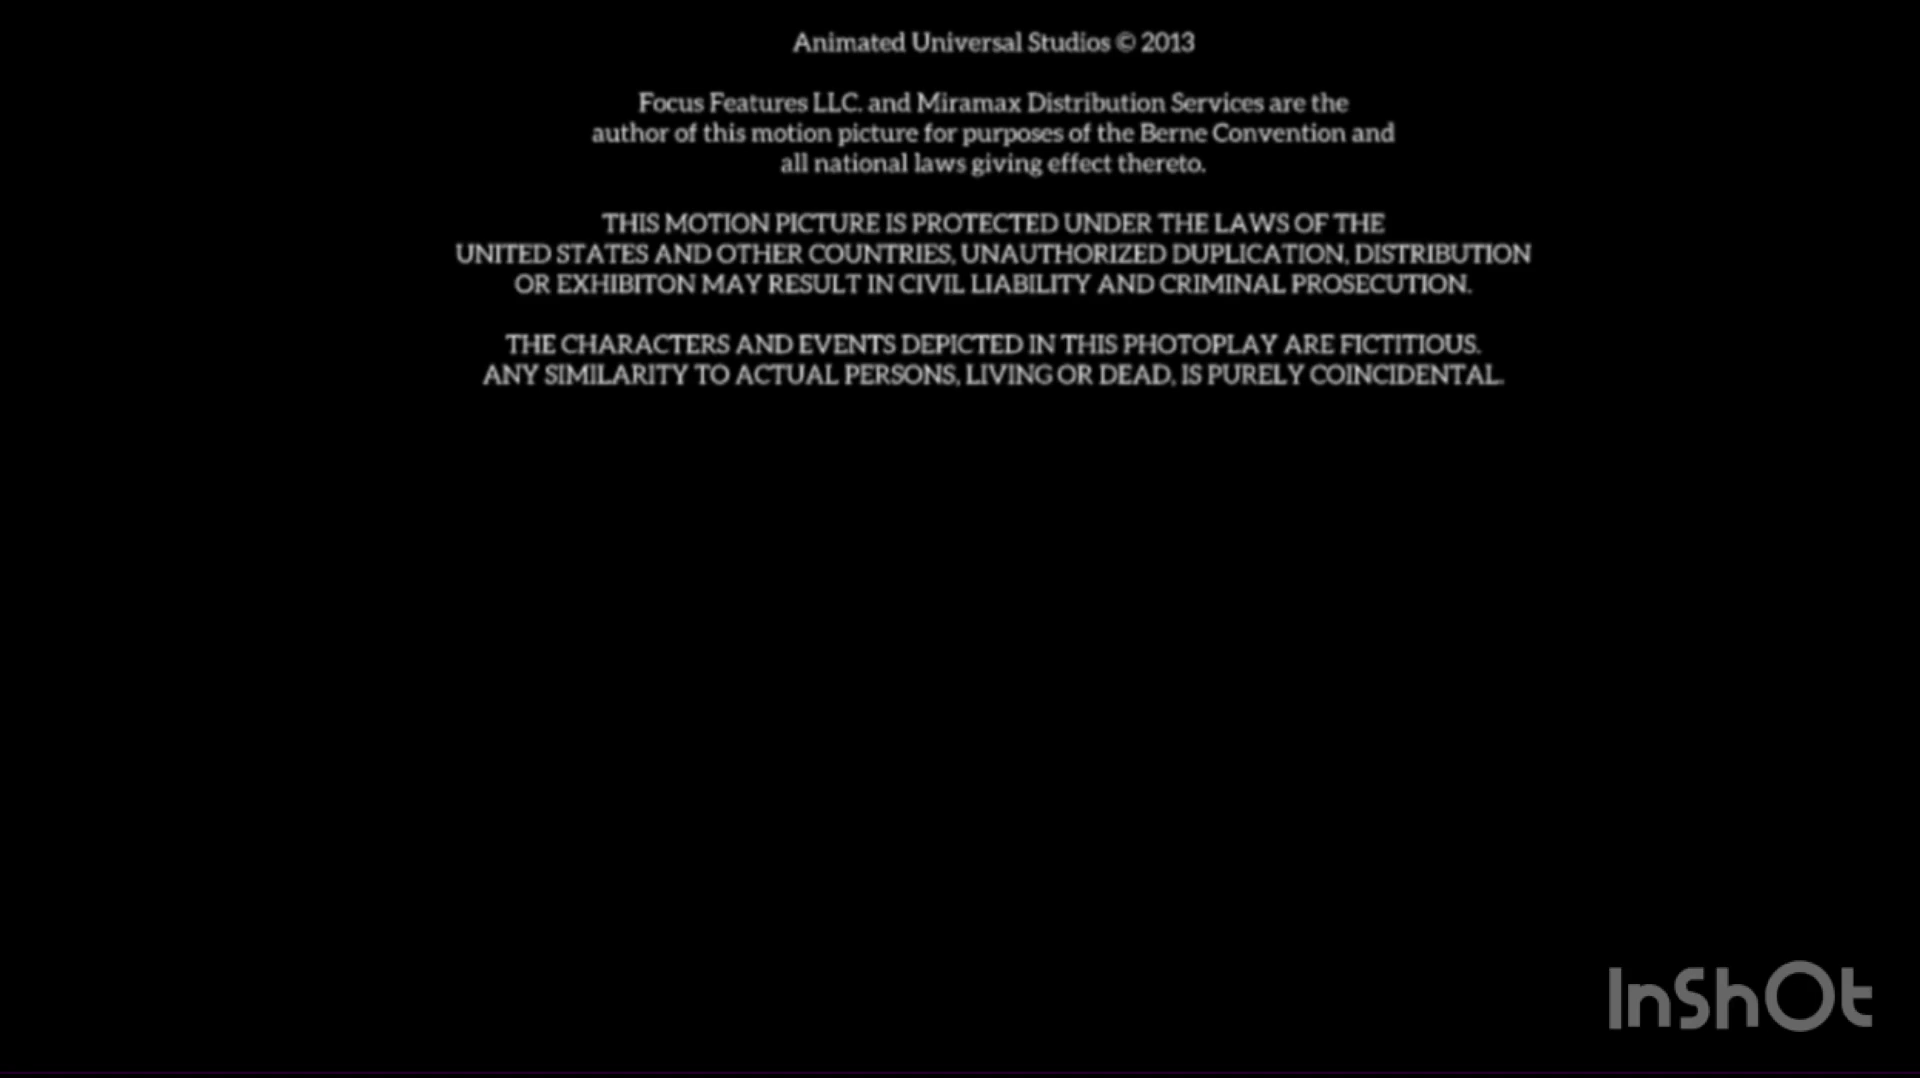 Animated Universal Studios © 2013
Focus Features LLC. and Miramax Distribution Services are the
author of this motion picture for purposes of the Berne Convention and
all national laws giving effect thereto.
THIS MOTION PICTURE IS PROTECTED UNDER THE LAWS OF THE
UNITED STATES AND OTHER COUNTRIES, UNAUTHORIZED DUPLICATION, DISTRIBUTION
OR EXHIBITON MAY RESULT IN CIVIL LIABILITY AND CRIMINAL PROSECUTION.
THE CHARACTERS AND EVENTS DEPICTED IN THIS PHOTOPLAY ARE FICTITIOUS.
ANY SIMILARITY TO ACTUAL PERSONS, LIVING OR DEAD, IS PURELY COINCIDENTAL.
InShOt